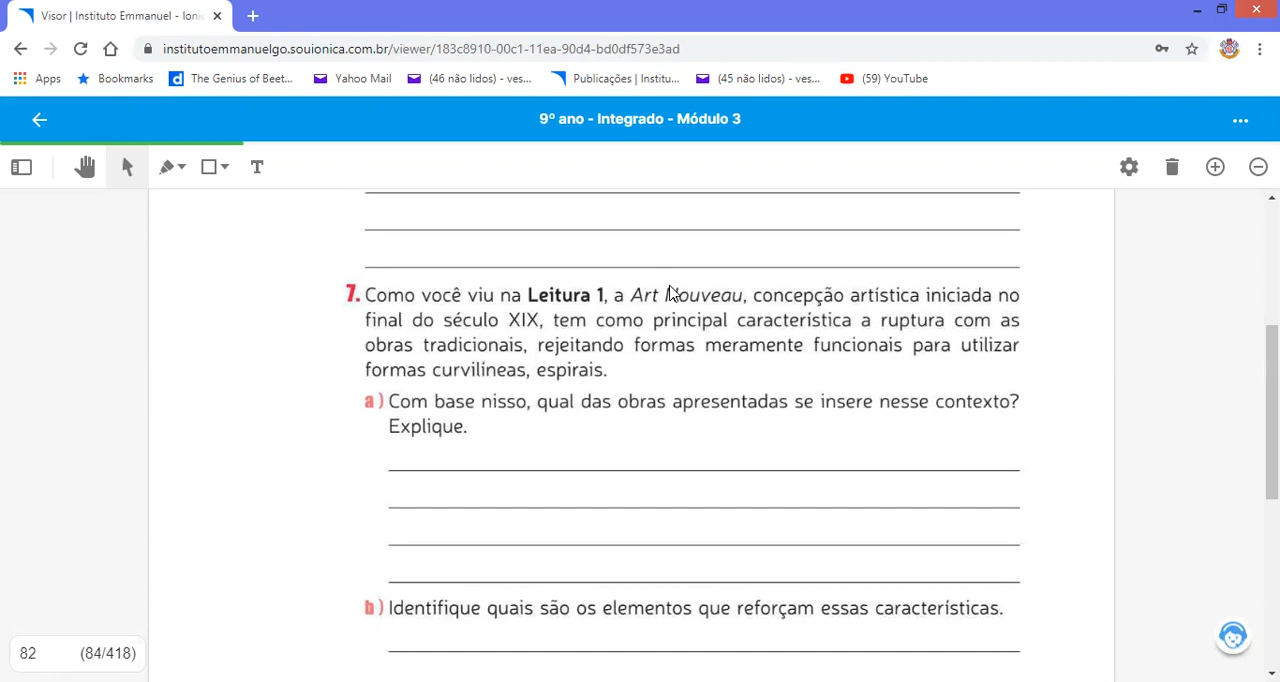 Visor | Instituto Emmanuel - Ionic
institutoemmanuelgo.souionica.com.br/viewer/183c8910-00c1-11ea-90d4-bd0df573e3ad
Apps Bookmarks The Genius of Beet... Yahoo Mail (46 não lidos) - ves... Publicações | Institu... (45 não lidos) - ves... (59) YouTube
9º ano - Integrado - Módulo 3
T
7. Como você viu na Leitura 1, a Art Nouveau, concepção artística iniciada no
final do século XIX, tem como principal característica a ruptura com as
obras tradicionais, rejeitando formas meramente funcionais para utilizar
formas curvilíneas, espirais.
a) Com base nisso, qual das obras apresentadas se insere nesse contexto?
Explique.
b) Identifique quais são os elementos que reforçam essas características.
82 (84/418)